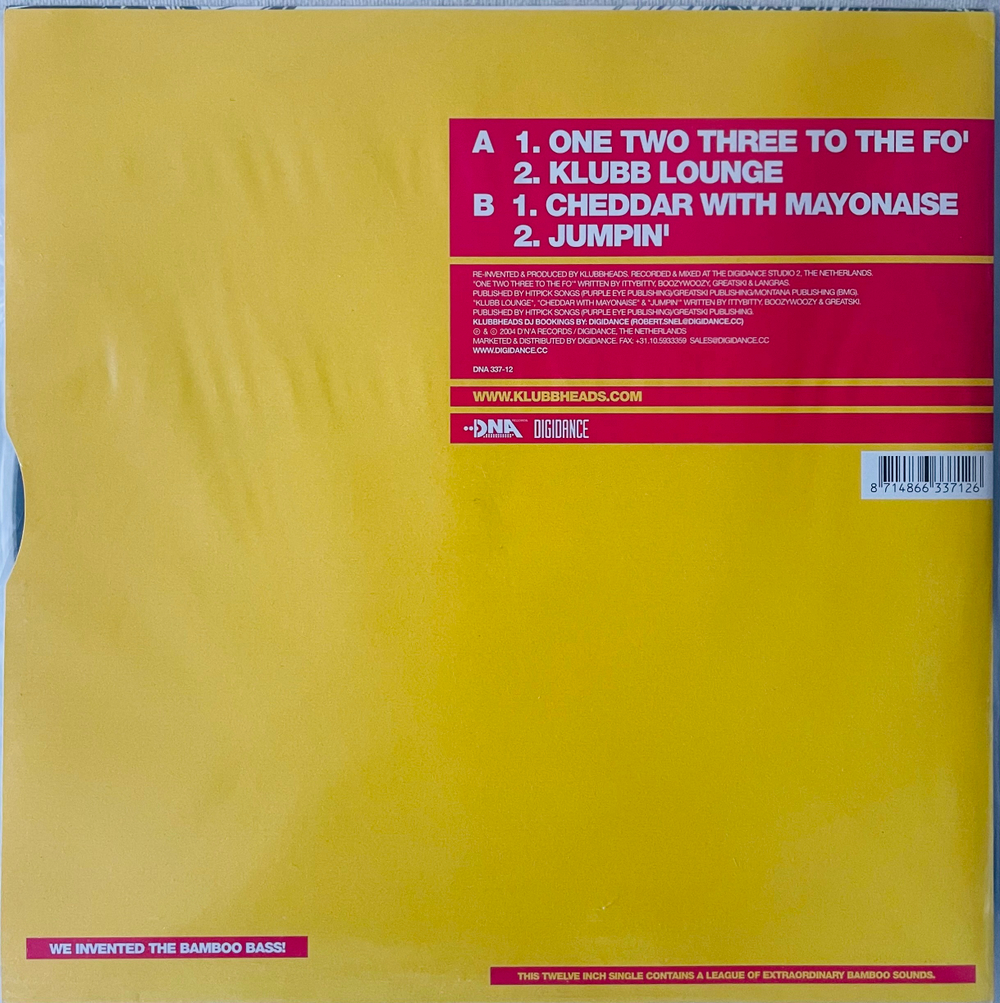 A 1. ONE TWO THREE TO THE FO'
2. KLUBB LOUNGE
B 1. CHEDDAR WITH MAYONAISE
2. JUMPIN'
RE-INVENTED & PRODUCED BY KLUBBHEADS. RECORDED & MIXED AT THE DIGIDANCE STUDIO 2, THE NETHERLANDS.
"ONE TWO THREE TO THE FO'" WRITTEN BY ITTYBITTY, BOOZYWOOZY, GREATSKI & LANGRAS.
PUBLISHED BY HITPICK SONGS (PURPLE EYE PUBLISHING)/GREATSKI PUBLISHING/MONTANA PUBLISHING (BMG).
"KLUBB LOUNGE", "CHEDDAR WITH MAYONAISE" & "JUMPIN'" WRITTEN BY ITTYBITTY, BOOZYWOOZY & GREATSKI.
PUBLISHED BY HITPICK SONGS (PURPLE EYE PUBLISHING)/GREATSKI PUBLISHING.
KLUBBHEADS DJ BOOKINGS BY: DIGIDANCE (ROBERT.SNEL@DIGIDANCE.CC)
℗ & © 2004 D'N'A RECORDS / DIGIDANCE, THE NETHERLANDS
MARKETED & DISTRIBUTED BY DIGIDANCE. FAX: +31.10.5933359 SALES@DIGIDANCE.CC
WWW.DIGIDANCE.CC
DNA 337-12
WWW.KLUBBHEADS.COM
DNA DIGIDANCE
8 714866 337126
WE INVENTED THE BAMBOO BASS!
THIS TWELVE INCH SINGLE CONTAINS A LEAGUE OF EXTRAORDINARY BAMBOO SOUNDS.